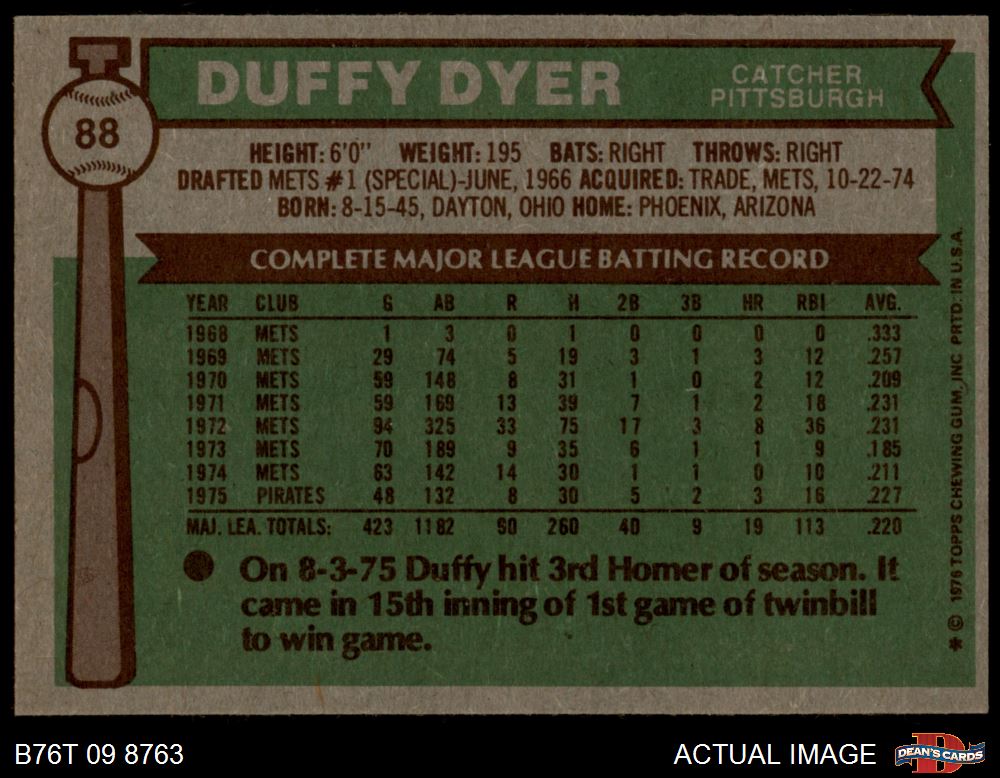 88
DUFFY DYER
CATCHER
PITTSBURGH
HEIGHT: 6'0" WEIGHT: 195 BATS: RIGHT THROWS: RIGHT
DRAFTED METS #1 (SPECIAL)-JUNE, 1966 ACQUIRED: TRADE, METS, 10-22-74
BORN: 8-15-45, DAYTON, OHIO HOME: PHOENIX, ARIZONA
COMPLETE MAJOR LEAGUE BATTING RECORD
YEAR CLUB G AB R H 2B 3B HR RBI AVG.
1968 METS 1 3 0 1 0 0 0 0 .333
1969 METS 29 74 5 19 3 1 3 12 .257
1970 METS 59 148 8 31 1 0 2 12 .209
1971 METS 59 169 13 39 7 1 2 18 .231
1972 METS 94 325 33 75 17 3 8 36 .231
1973 METS 70 189 9 35 6 1 1 9 .185
1974 METS 63 142 14 30 1 1 0 10 .211
1975 PIRATES 48 132 8 30 5 2 3 16 .227
MAJ. LEA. TOTALS: 423 1182 90 260 40 9 19 113 .220
On 8-3-75 Duffy hit 3rd Homer of season. It
came in 15th inning of 1st game of twinbill
to win game.
* © 1976 TOPPS CHEWING GUM, INC. PRTD. IN U.S.A.
B76T 09 8763
ACTUAL IMAGE
D
DEAN'S CARDS